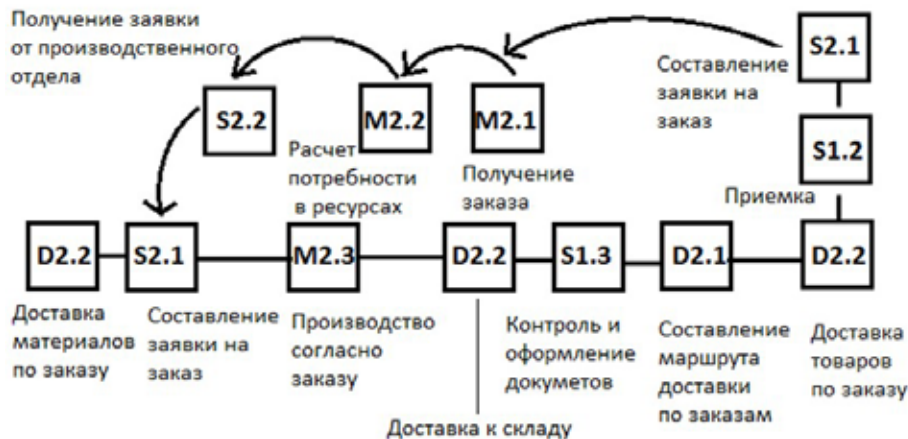 Получение заявки
от производственного
отдела
S2.1
Составление
заявки на
заказ
S2.2
M2.2
M2.1
Расчет
потребности
в ресурсах
Получение
заказа
S1.2
Приемка
D2.2
S2.1
M2.3
D2.2
S1.3
D2.1
D2.2
Доставка
материалов
по заказу
Составление
заявки на
заказ
Производство
согласно
заказу
Контроль и
оформление
докуметов
Составление
маршрута
доставки
по заказам
Доставка
товаров
по заказу
Доставка к складу